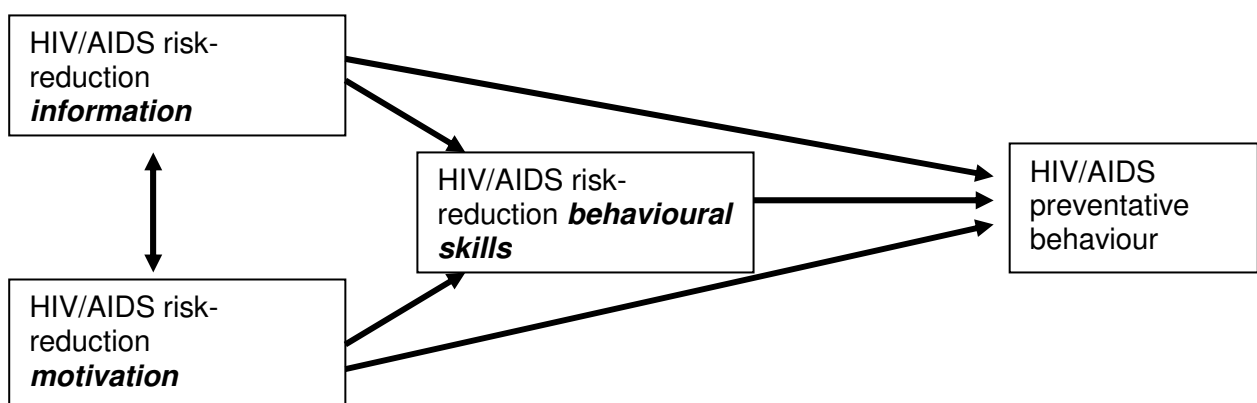 HIV/AIDS risk-
reduction
information
HIV/AIDS risk-
reduction behavioural
skills
HIV/AIDS
preventative
behaviour
HIV/AIDS risk-
reduction
motivation